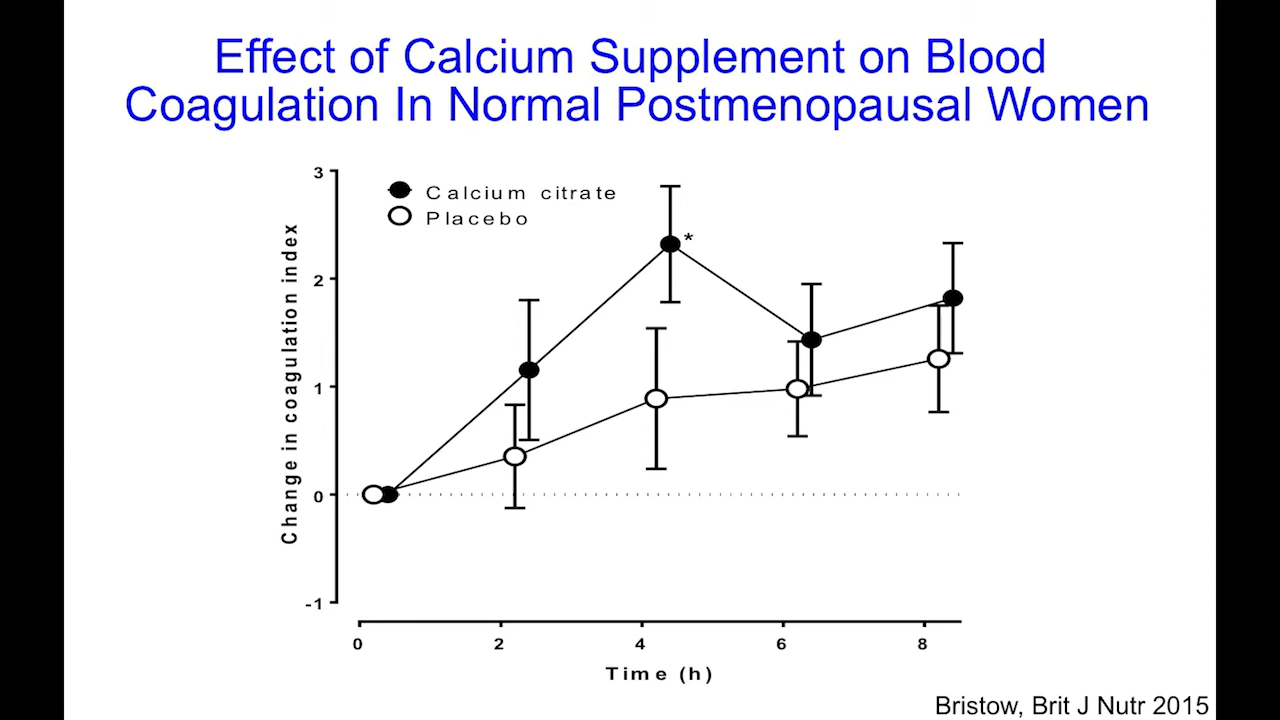 Effect of Calcium Supplement on Blood
Coagulation In Normal Postmenopausal Women
3
Calcium citrate
Placebo
*
2
1
0
-1
Change in coagulation index
0 2 4 6 8
Time (h)
Bristow, Brit J Nutr 2015